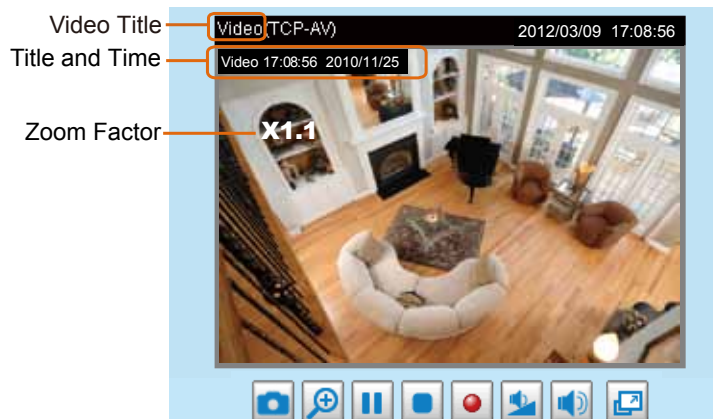 Video Title
Video(TCP-AV) 2012/03/09 17:08:56
Title and Time
Video 17:08:56 2010/11/25
Zoom Factor
X1.1